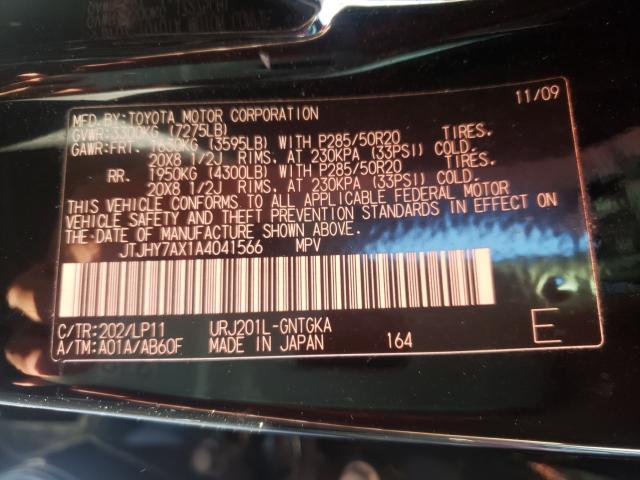 11/09
MFD.BY:TOYOTA MOTOR CORPORATION
GVWR:3300KG (7275LB)
GAWR:FRT. 1630KG (3595LB) WITH P285/50R20 TIRES.
20X8 1/2J RIMS. AT 230KPA (33PSI) COLD.
RR. 1950KG (4300LB) WITH P285/50R20 TIRES.
20X8 1/2J RIMS. AT 230KPA (33PSI) COLD.
THIS VEHICLE CONFORMS TO ALL APPLICABLE FEDERAL MOTOR
VEHICLE SAFETY AND THEFT PREVENTION STANDARDS IN EFFECT ON
THE DATE OF MANUFACTURE SHOWN ABOVE.
JTJHY7AX1A4041566 MPV
C/TR:202/LP11 URJ201L-GNTGKA
A/TM:A01A/AB60F MADE IN JAPAN 164 E